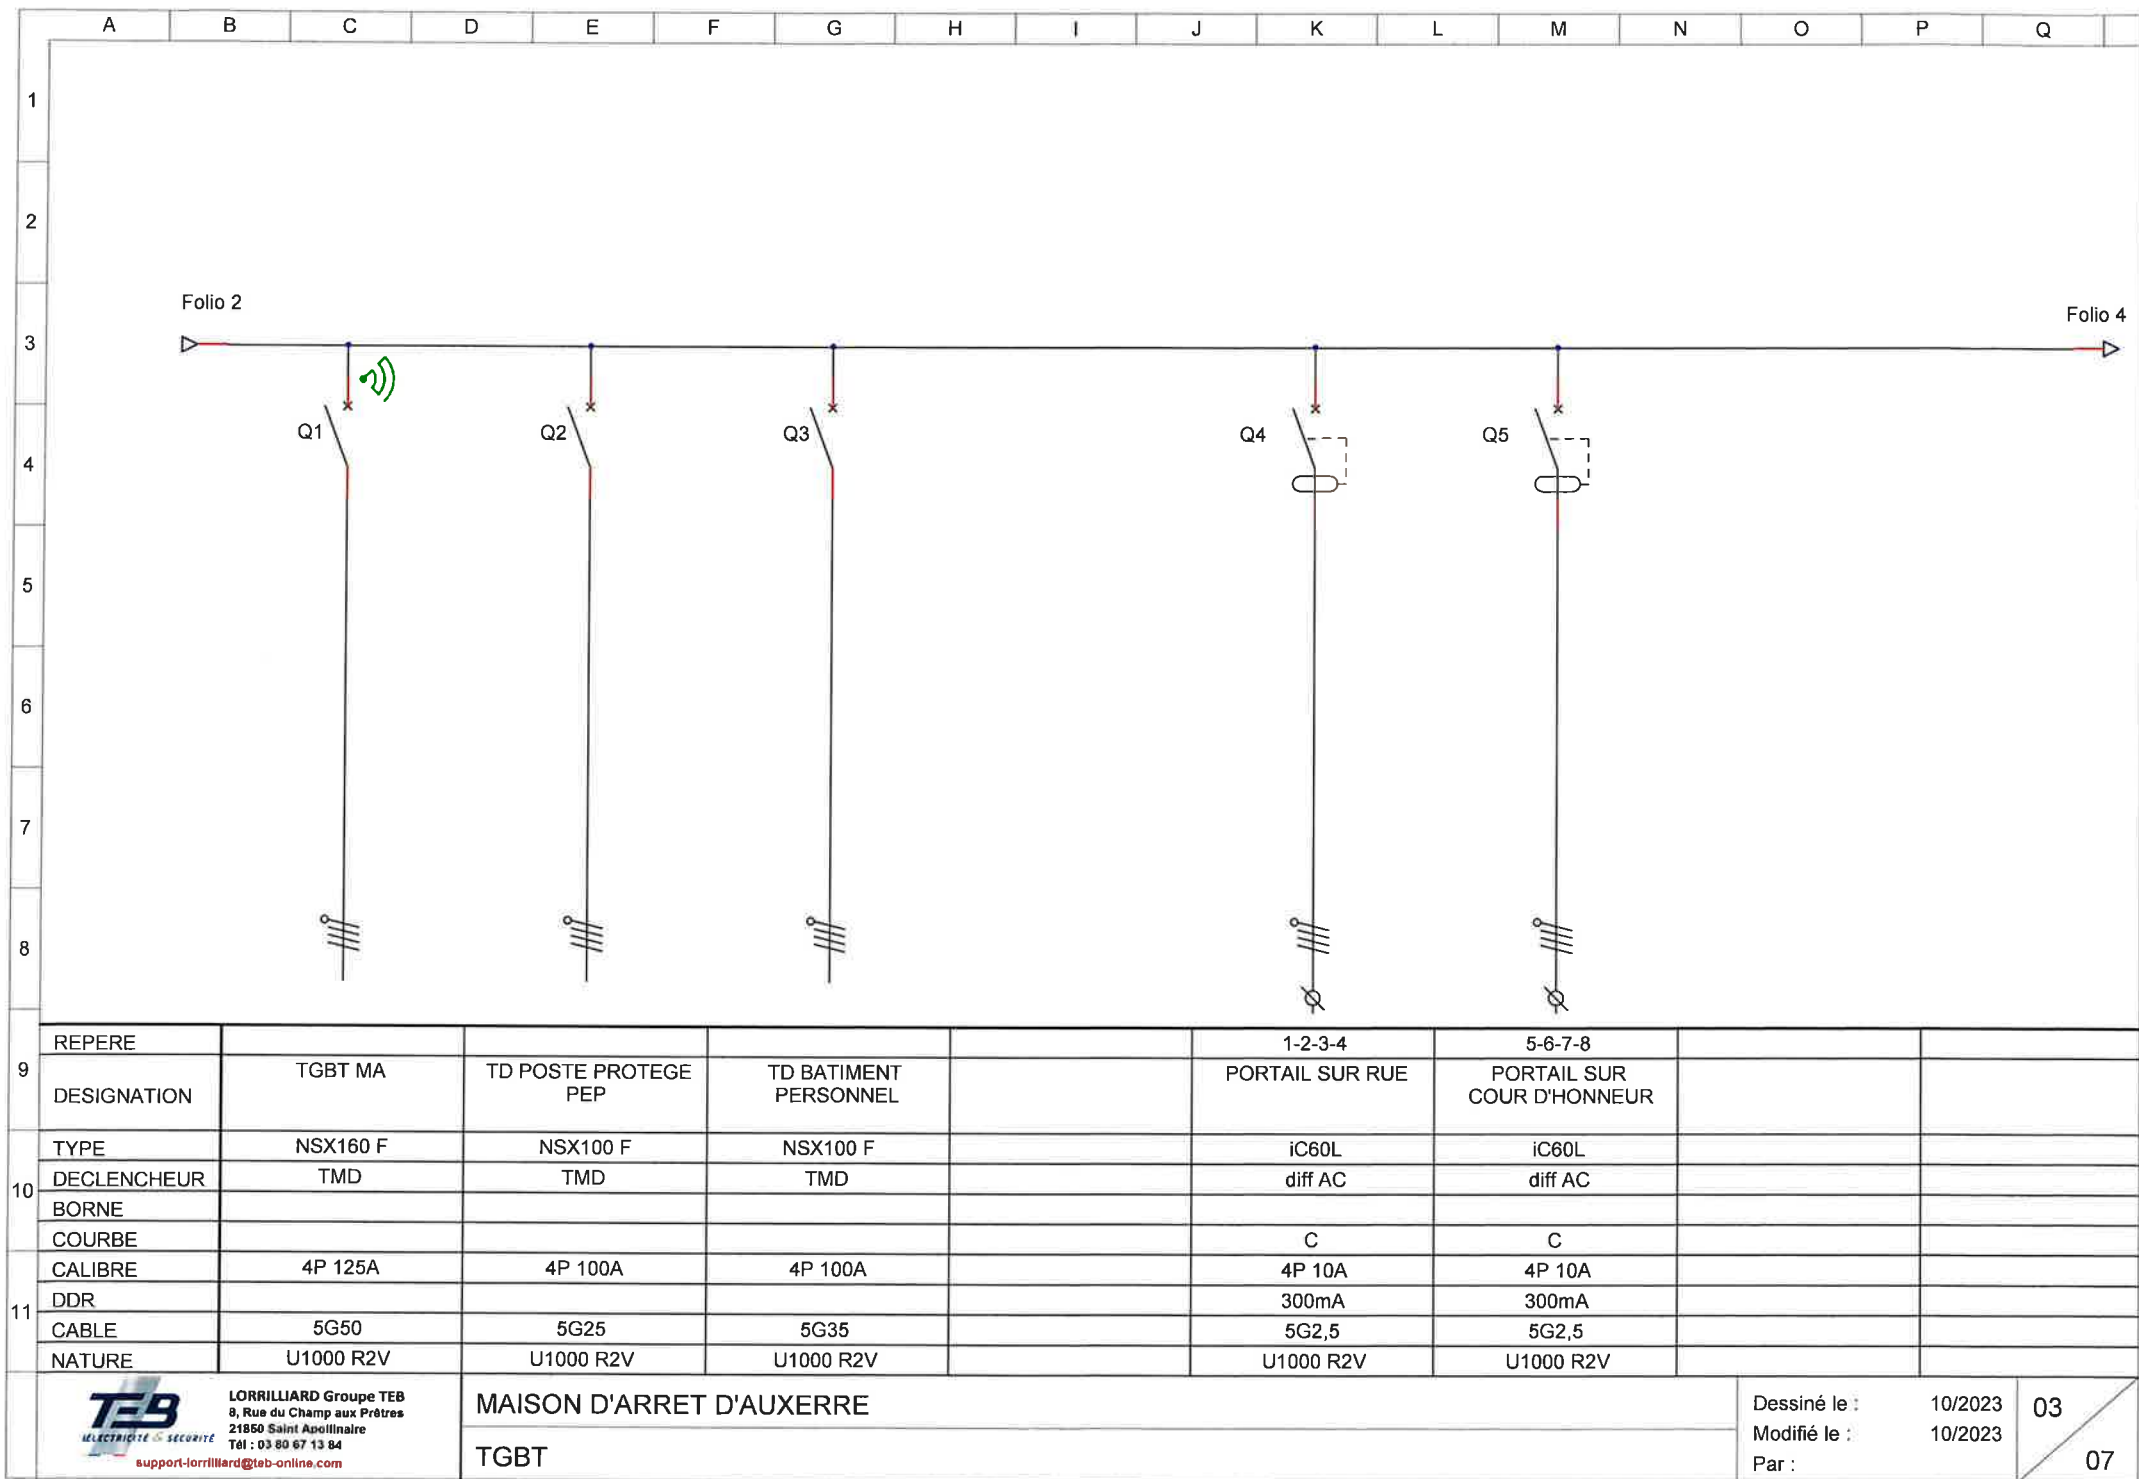 A B C D E F G H I J K L M N O P Q
1
2
Folio 2
Folio 4
3
Q1 Q2 Q3 Q4 Q5
4
5
6
7
8
REPERE 1-2-3-4 5-6-7-8
9
DESIGNATION TGBT MA TD POSTE PROTEGE PEP TD BATIMENT PERSONNEL PORTAIL SUR RUE PORTAIL SUR COUR D'HONNEUR
TYPE NSX160 F NSX100 F NSX100 F iC60L iC60L
DECLENCHEUR TMD TMD TMD diff AC diff AC
10
BORNE
COURBE C C
CALIBRE 4P 125A 4P 100A 4P 100A 4P 10A 4P 10A
DDR 300mA 300mA
11
CABLE 5G50 5G25 5G35 5G2,5 5G2,5
NATURE U1000 R2V U1000 R2V U1000 R2V U1000 R2V U1000 R2V
TEB
ELECTRICITE & SECURITE
LORRILLIARD Groupe TEB
8, Rue du Champ aux Prêtres
21850 Saint Apollinaire
Tél : 03 80 67 13 84
support-lorrilliard@teb-online.com
MAISON D'ARRET D'AUXERRE
TGBT
Dessiné le : 10/2023
Modifié le : 10/2023
Par :
03
07